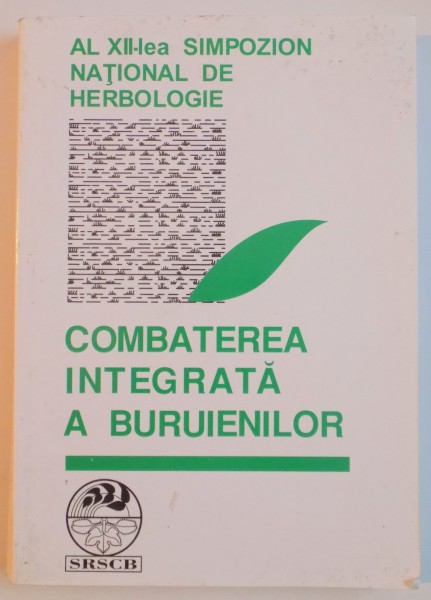 AL XII-lea SIMPOZION
NAŢIONAL DE
HERBOLOGIE
COMBATEREA
INTEGRATĂ
A BURUIENILOR
SRSCB